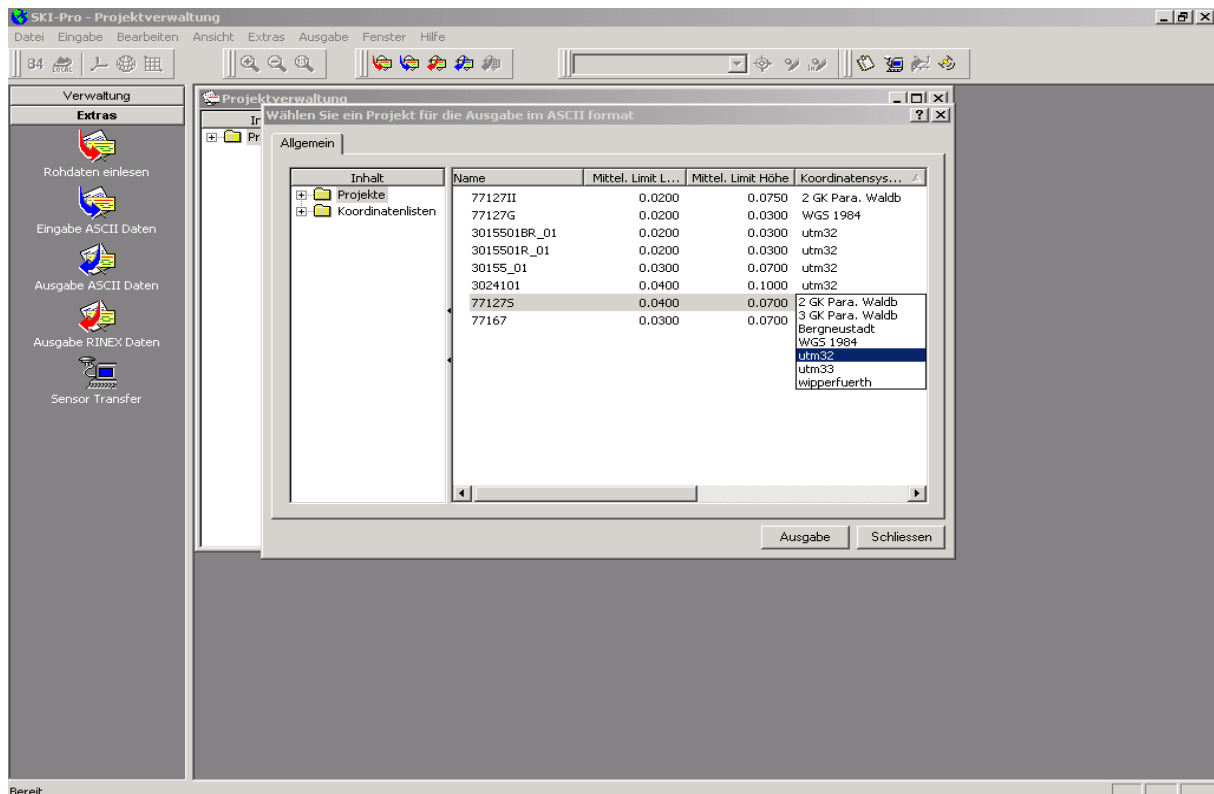 SKI-Pro - Projektverwaltung
Datei Eingabe Bearbeiten Ansicht Extras Ausgabe Fenster Hilfe
84
Verwaltung
Extras
Rohdaten einlesen
Eingabe ASCII Daten
Ausgabe ASCII Daten
Ausgabe RINEX Daten
Sensor Transfer
Projektverwaltung
Wählen Sie ein Projekt für die Ausgabe im ASCII format
Allgemein
Inhalt
Projekte
Koordinatenlisten
Name Mittel. Limit L... Mittel. Limit Höhe Koordinatensys...
77127II 0.0200 0.0750 2 GK Para. Waldb
77127G 0.0200 0.0300 WGS 1984
3015501BR_01 0.0200 0.0300 utm32
3015501R_01 0.0200 0.0300 utm32
30155_01 0.0300 0.0700 utm32
3024101 0.0400 0.1000 utm32
77127S 0.0400 0.0700
77167 0.0300 0.0700
2 GK Para. Waldb
3 GK Para. Waldb
Bergneustadt
WGS 1984
utm32
utm33
wipperfuerth
Ausgabe Schliessen
Bereit